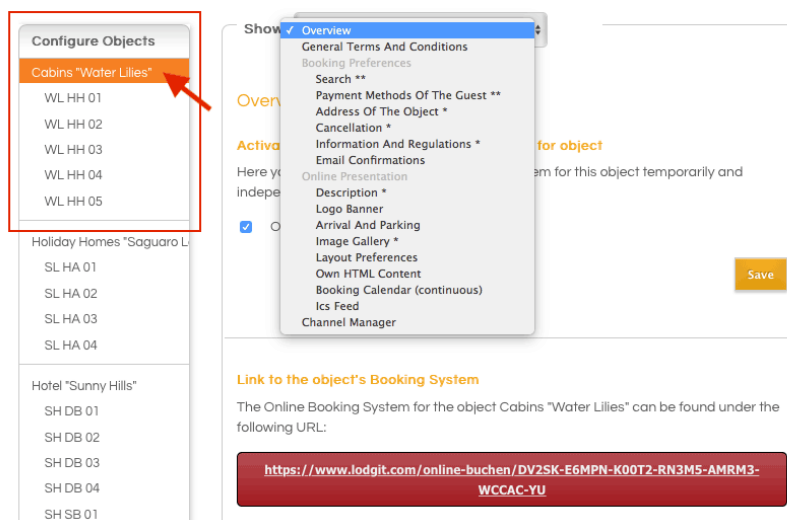 Configure Objects
Cabins "Water Lilies"
WL HH 01
WL HH 02
WL HH 03
WL HH 04
WL HH 05
Holiday Homes "Saguaro
SL HA 01
SL HA 02
SL HA 03
SL HA 04
Hotel "Sunny Hills"
SH DB 01
SH DB 02
SH DB 03
SH DB 04
SH SB 01
Show
✓ Overview
General Terms And Conditions
Booking Preferences
Search **
Payment Methods Of The Guest **
Address Of The Object *
Cancellation *
Information And Regulations *
Email Confirmations
Online Presentation
Description *
Logo Banner
Arrival And Parking
Image Gallery *
Layout Preferences
Own HTML Content
Booking Calendar (continuous)
Ics Feed
Channel Manager
for object
Here
for this object temporarily and
Save
Link to the object's Booking System
The Online Booking System for the object Cabins "Water Lilies" can be found under the
following URL:
https://www.lodgit.com/online-buchen/DV2SK-E6MPN-K00T2-RN3M5-AMRM3-
WCCAC-YU